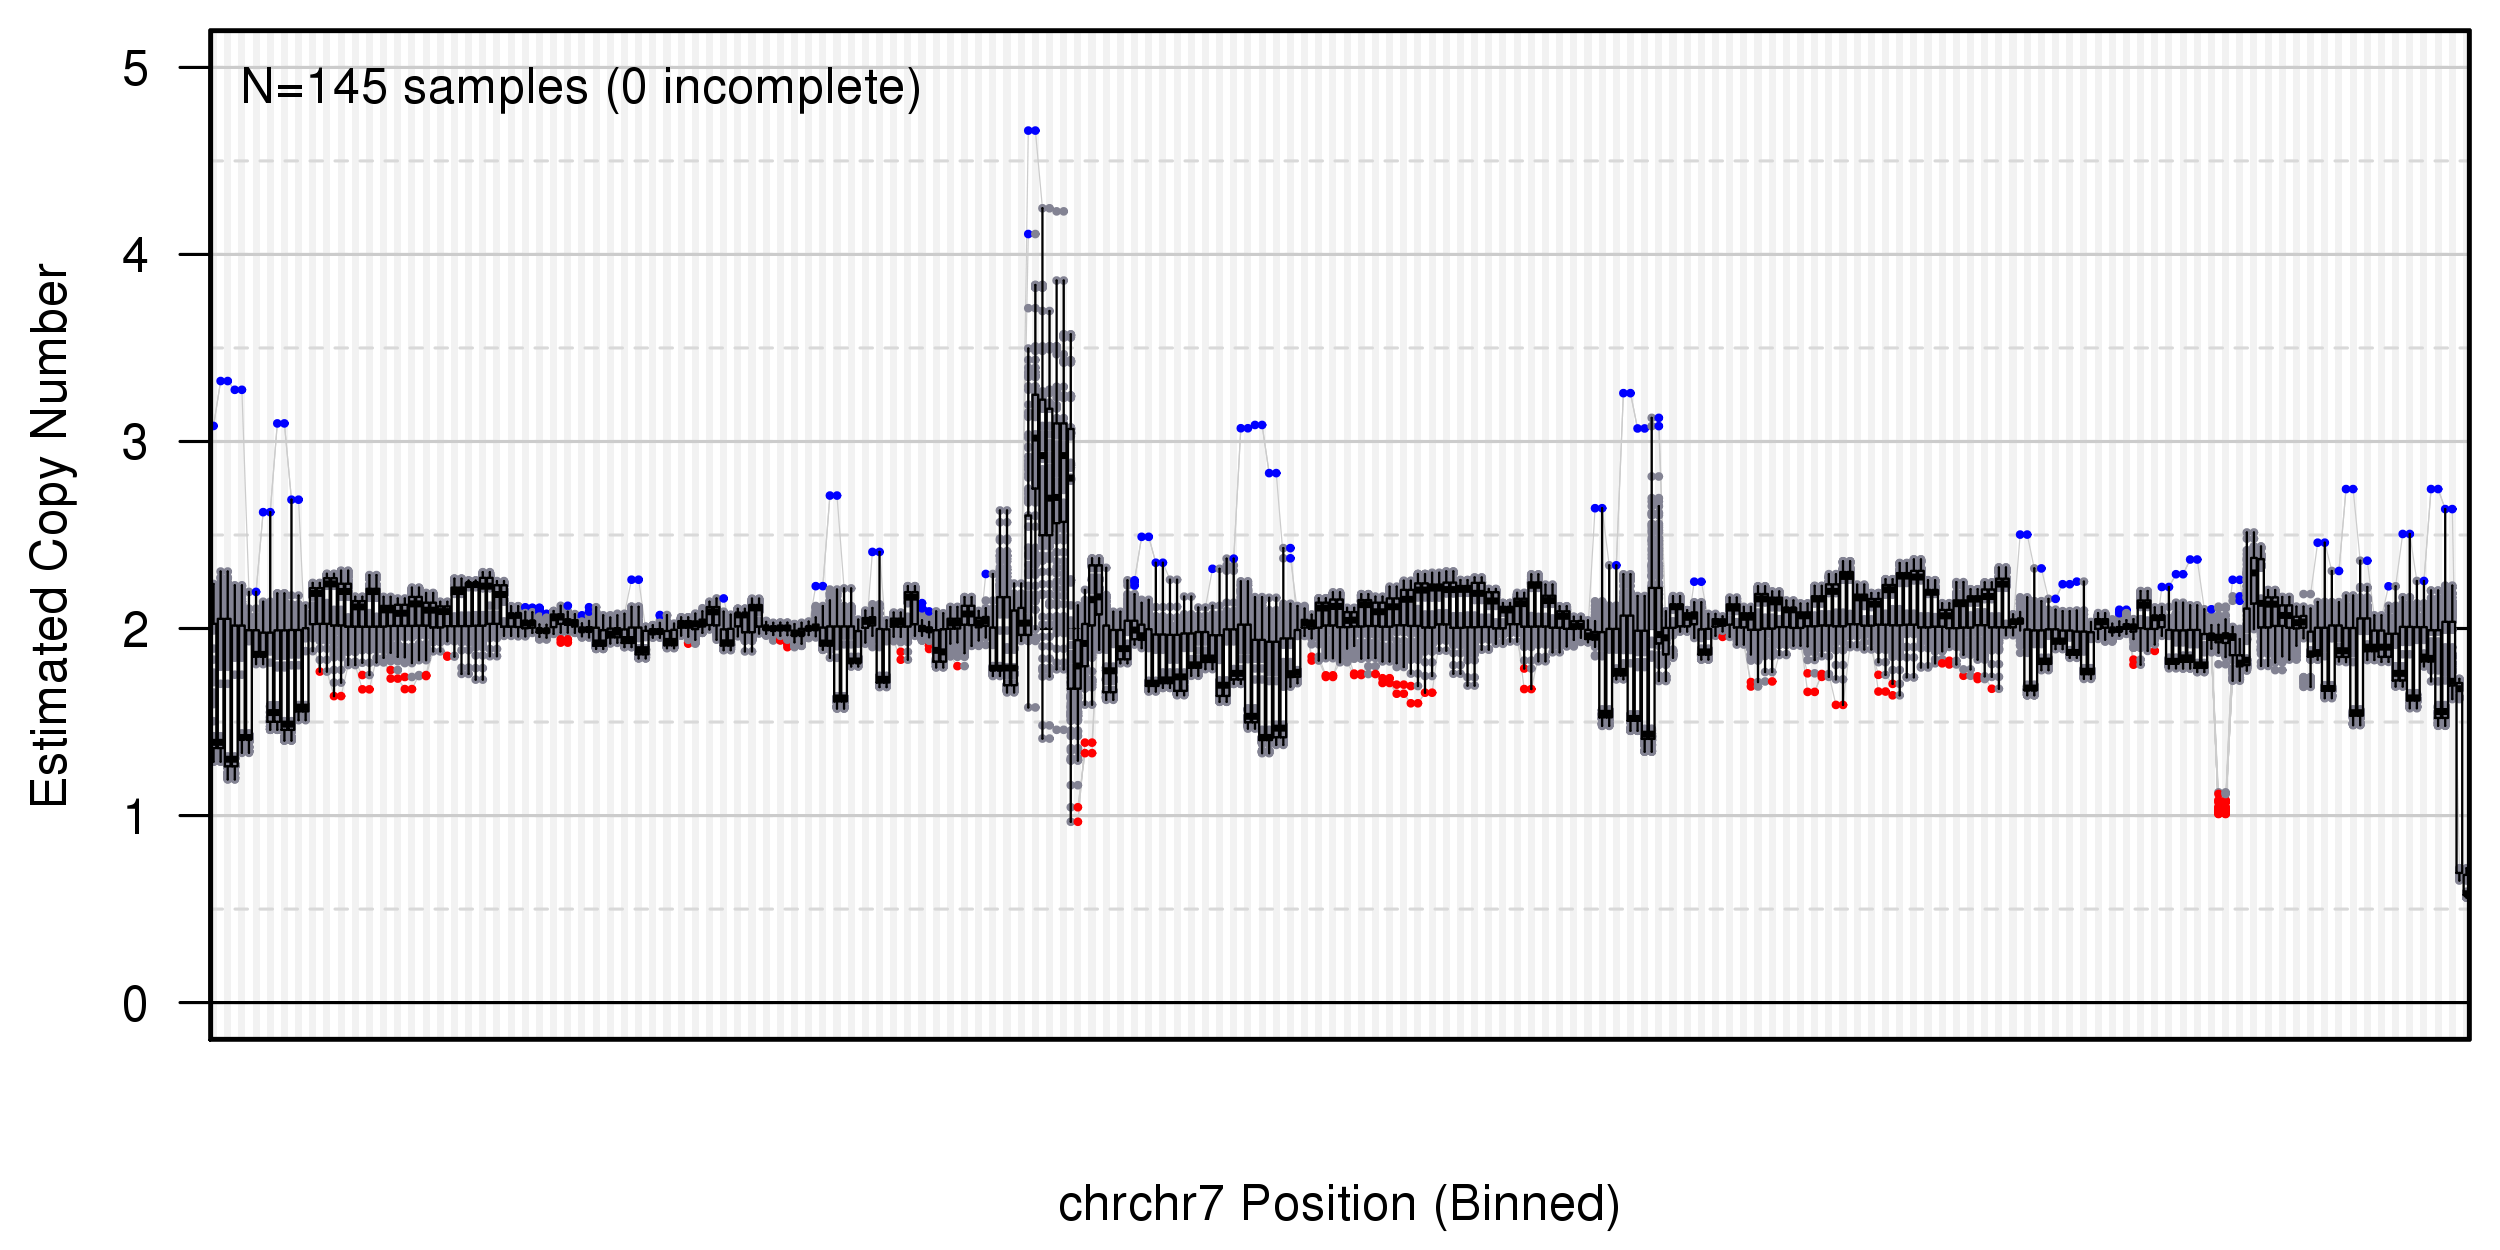 N=145 samples (0 incomplete)
5
4
3
2
1
0
Estimated Copy Number
chrchr7 Position (Binned)